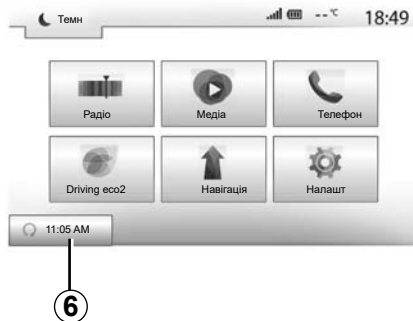 Темн
--°C 18:49
Радіо
Медіа
Телефон
Driving eco2
Навігація
Налашт
11:05 AM
6